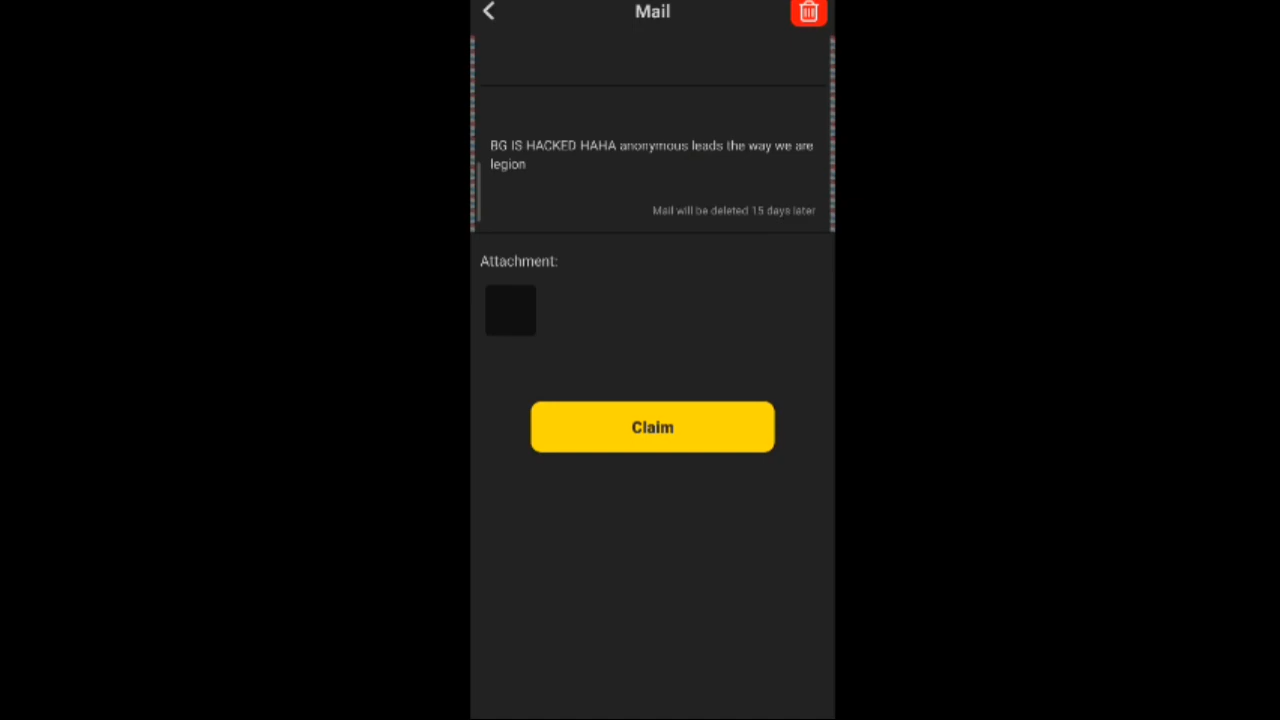 Mail
BG IS HACKED HAHA anonymous leads the way we are
legion
Mail will be deleted 15 days later
Attachment:
Claim